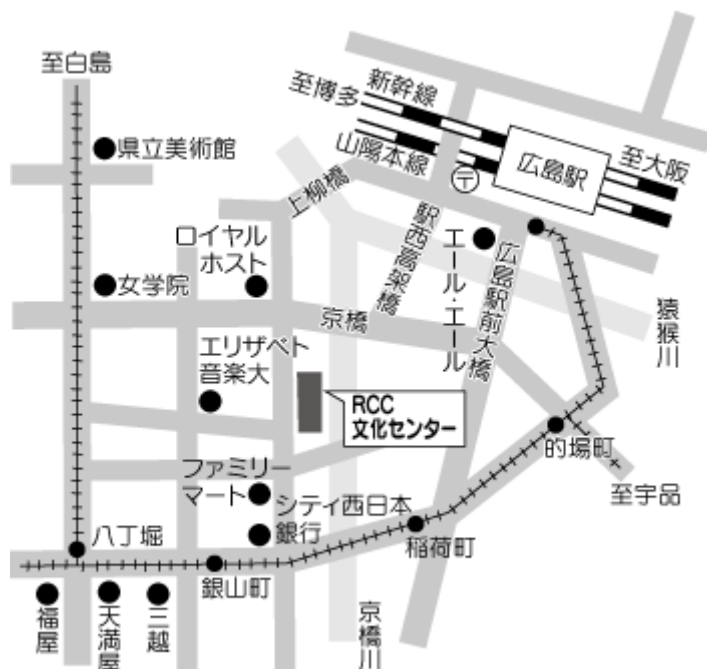 至白島
新幹線
至博多
県立美術館
山陽本線
〒
広島駅
至大阪
上柳橋
ロイヤル
ホスト
駅西高架橋
エール・エール
広島駅前大橋
女学院
京橋
猿猴川
エリザベト
音楽大
RCC
文化センター
的場町
ファミリー
マート
至宇品
シティ西日本
銀行
八丁堀
稲荷町
銀山町
福屋
天満屋
三越
京橋川